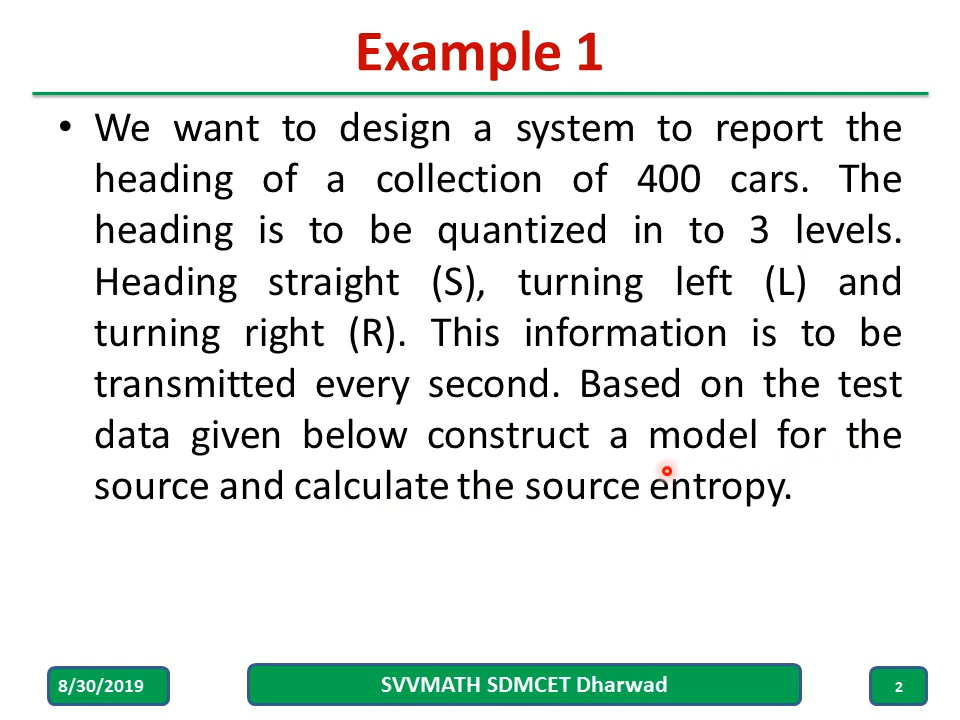 Example 1
• We want to design a system to report the
heading of a collection of 400 cars. The
heading is to be quantized in to 3 levels.
Heading straight (S), turning left (L) and
turning right (R). This information is to be
transmitted every second. Based on the test
data given below construct a model for the
source and calculate the source entropy.
8/30/2019
SVVMATH SDMCET Dharwad
2